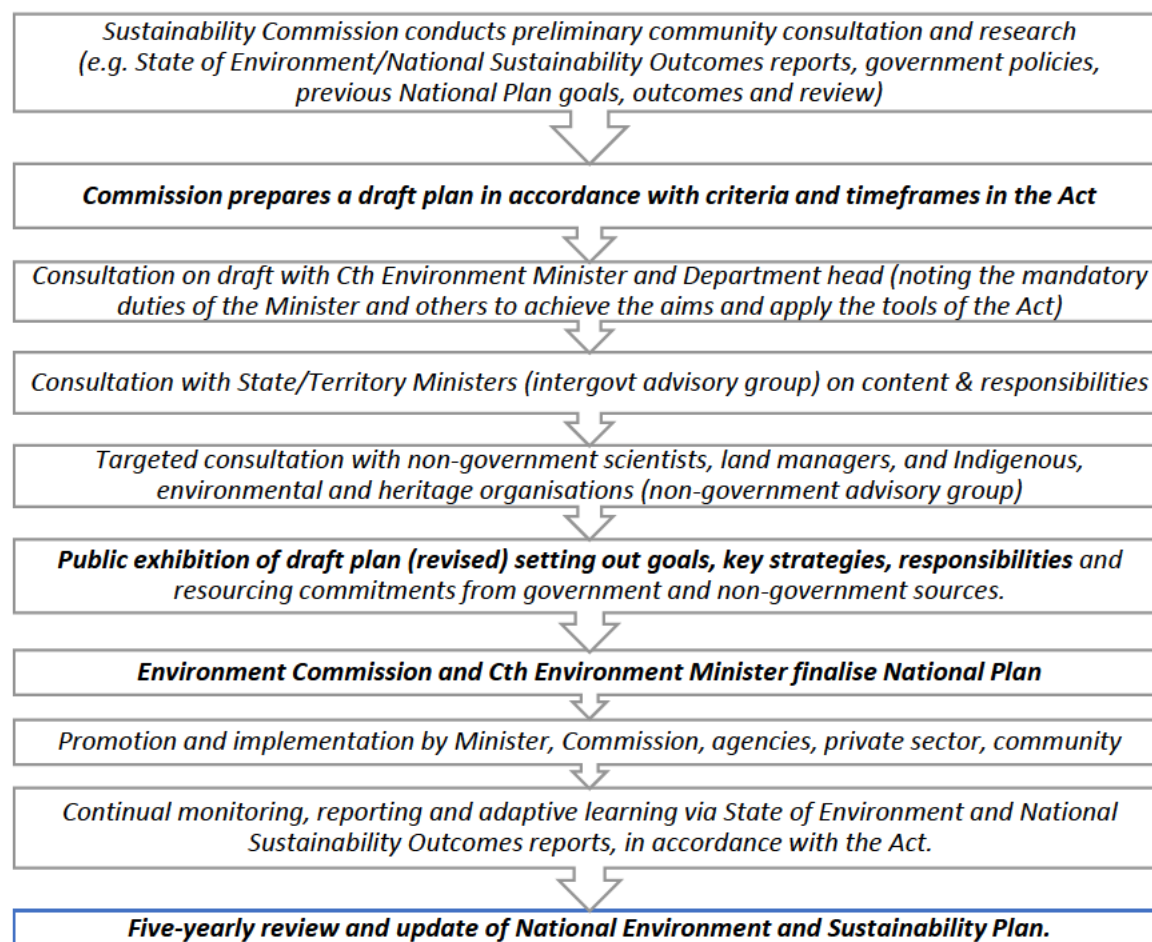 Sustainability Commission conducts preliminary community consultation and research
(e.g. State of Environment/National Sustainability Outcomes reports, government policies,
previous National Plan goals, outcomes and review)
Commission prepares a draft plan in accordance with criteria and timeframes in the Act
Consultation on draft with Cth Environment Minister and Department head (noting the mandatory
duties of the Minister and others to achieve the aims and apply the tools of the Act)
Consultation with State/Territory Ministers (intergovt advisory group) on content & responsibilities
Targeted consultation with non-government scientists, land managers, and Indigenous,
environmental and heritage organisations (non-government advisory group)
Public exhibition of draft plan (revised) setting out goals, key strategies, responsibilities and
resourcing commitments from government and non-government sources.
Environment Commission and Cth Environment Minister finalise National Plan
Promotion and implementation by Minister, Commission, agencies, private sector, community
Continual monitoring, reporting and adaptive learning via State of Environment and National
Sustainability Outcomes reports, in accordance with the Act.
Five-yearly review and update of National Environment and Sustainability Plan.